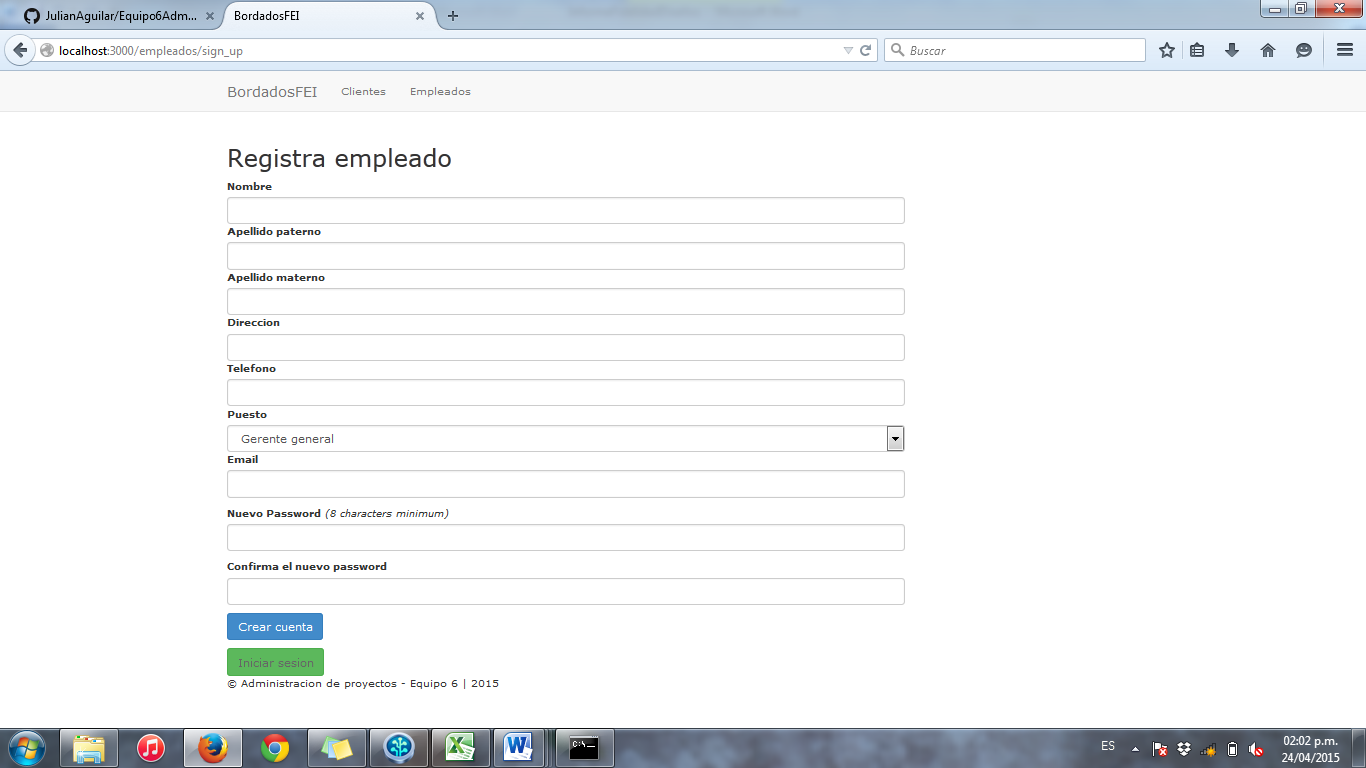 JulianAguilar/Equipo6Adm...
BordadosFEI
localhost:3000/empleados/sign_up
Buscar
BordadosFEI Clientes Empleados
Registra empleado
Nombre
Apellido paterno
Apellido materno
Direccion
Telefono
Puesto
Gerente general
Email
Nuevo Password (8 characters minimum)
Confirma el nuevo password
Crear cuenta
Iniciar sesion
© Administracion de proyectos - Equipo 6 | 2015
ES
02:02 p.m.
24/04/2015